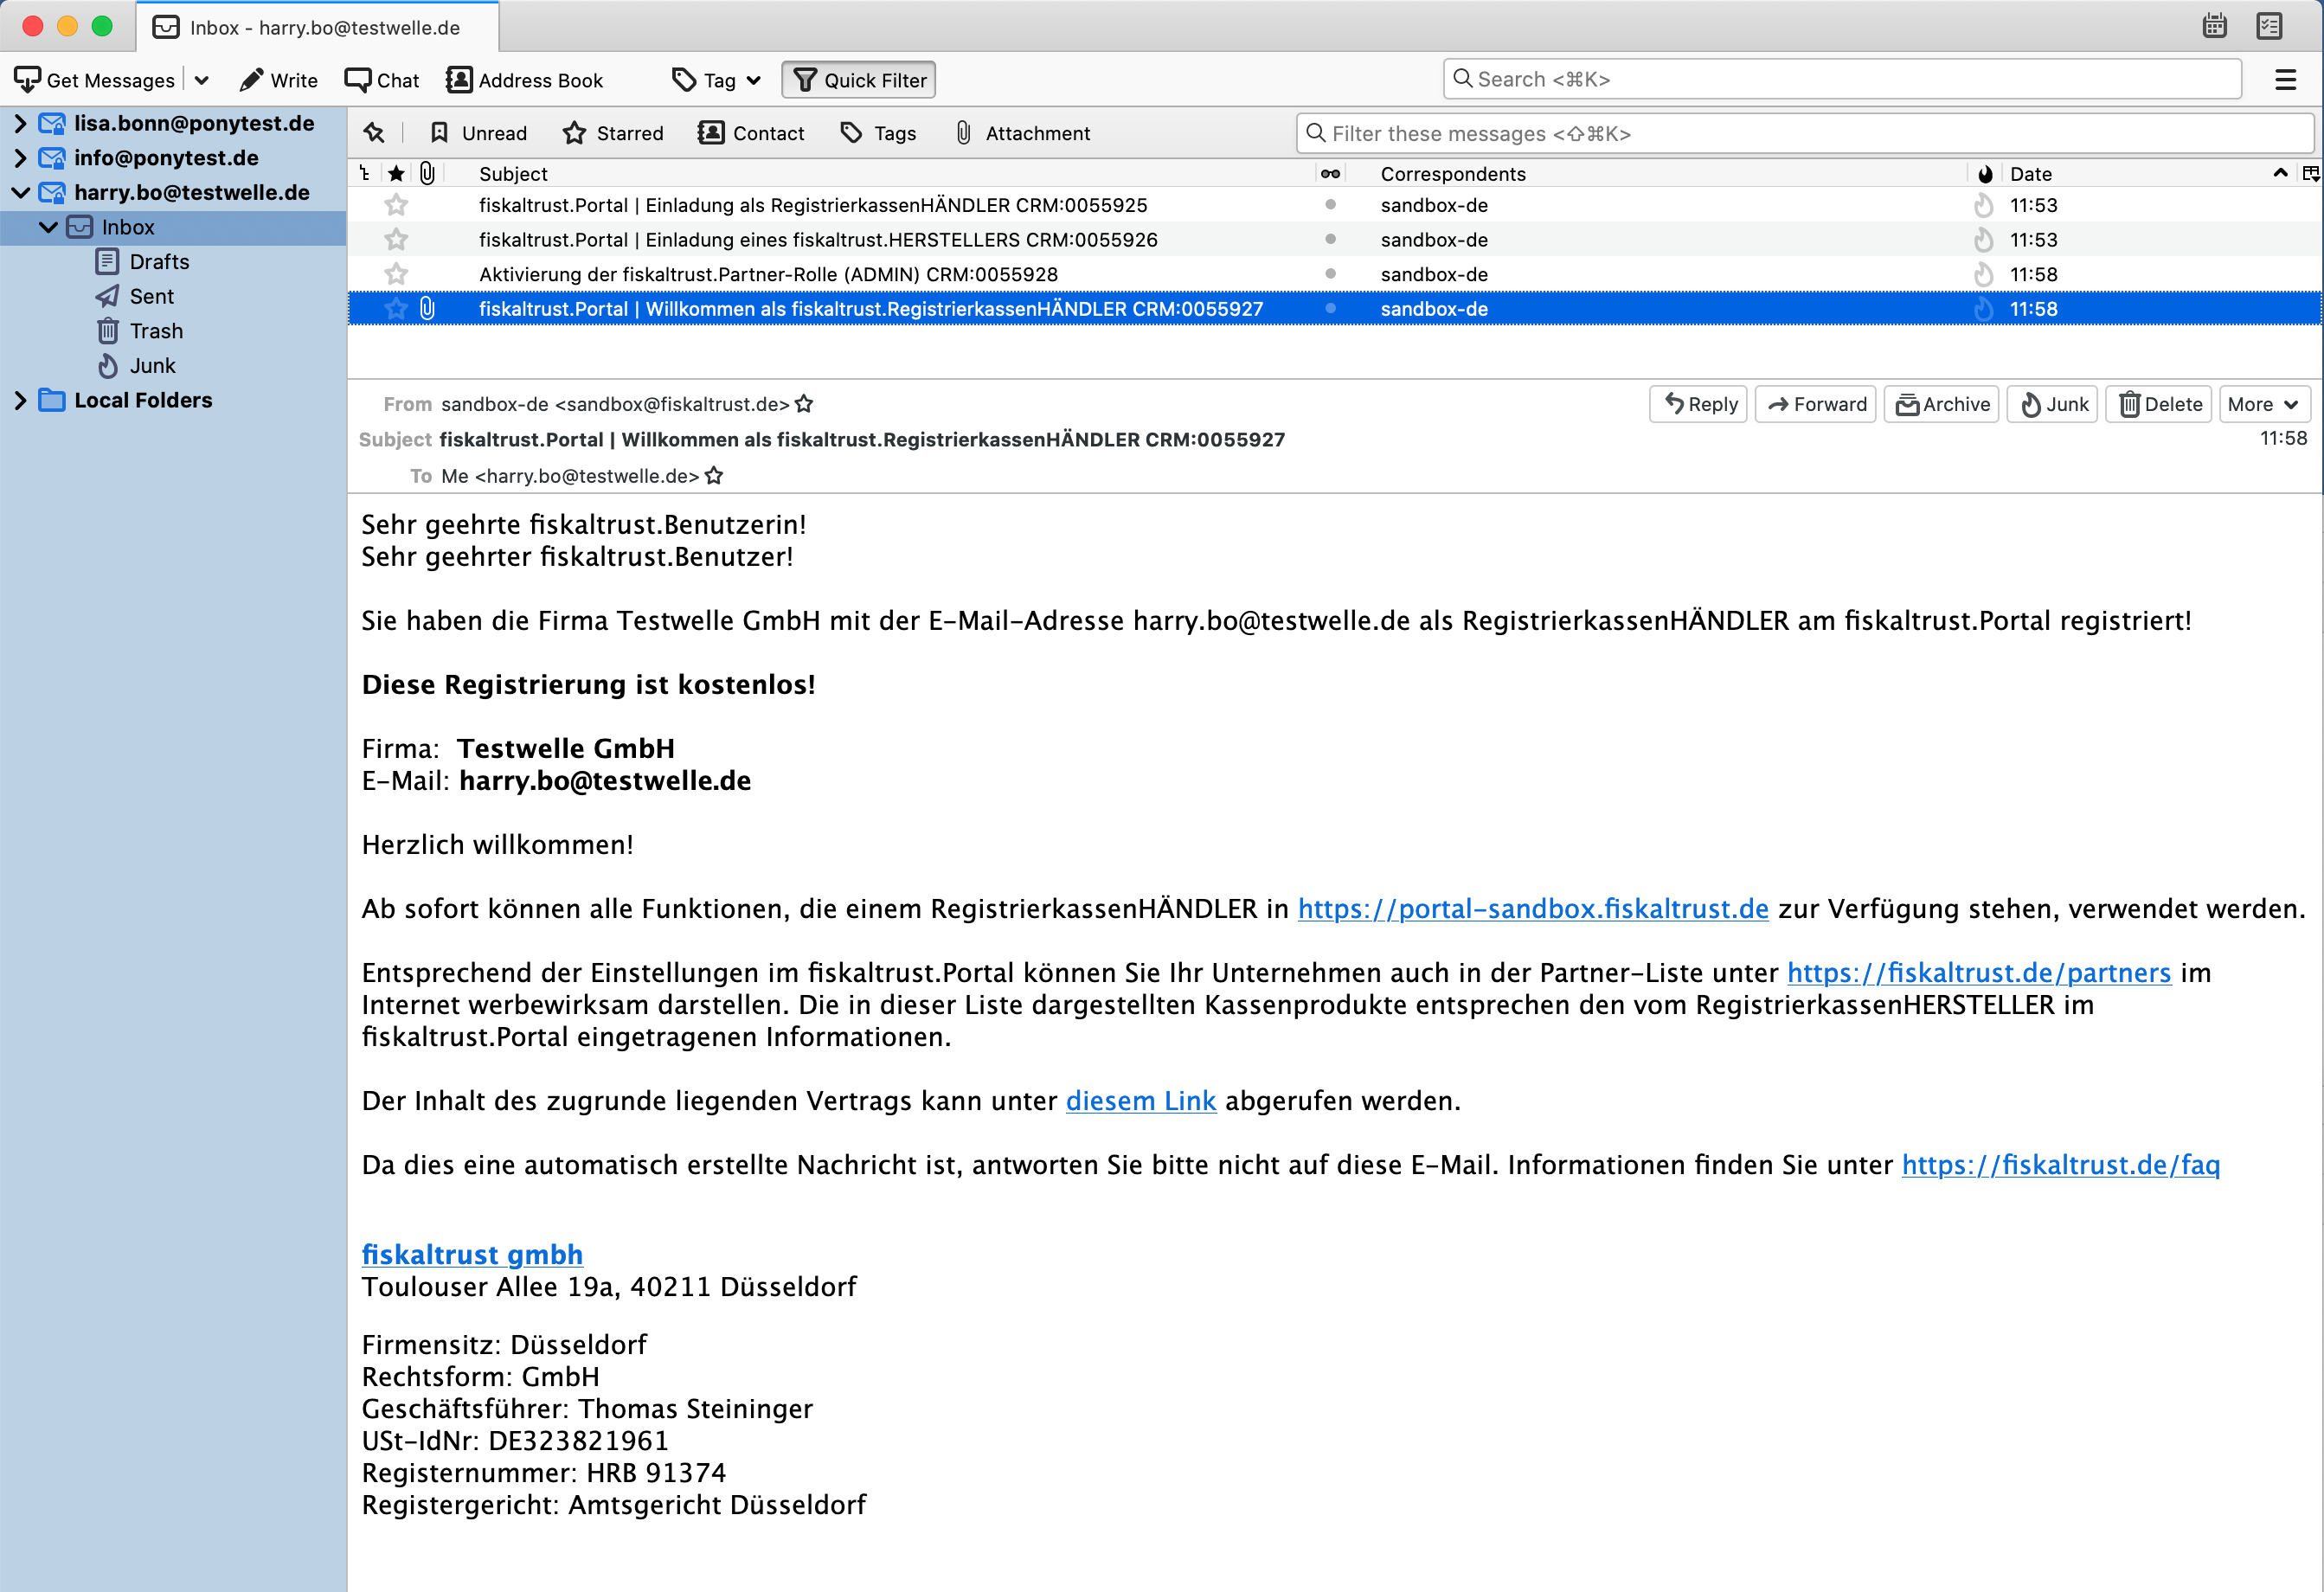 Inbox - harry.bo@testwelle.de
Get Messages Write Chat Address Book Tag Quick Filter Search <⌘K>
lisa.bonn@ponytest.de
info@ponytest.de
harry.bo@testwelle.de
Inbox
Drafts
Sent
Trash
Junk
Local Folders
Unread Starred Contact Tags Attachment Filter these messages <⇧⌘K>
Subject Correspondents Date
fiskaltrust.Portal | Einladung als RegistrierkassenHÄNDLER CRM:0055925 sandbox-de 11:53
fiskaltrust.Portal | Einladung eines fiskaltrust.HERSTELLERS CRM:0055926 sandbox-de 11:53
Aktivierung der fiskaltrust.Partner-Rolle (ADMIN) CRM:0055928 sandbox-de 11:58
fiskaltrust.Portal | Willkommen als fiskaltrust.RegistrierkassenHÄNDLER CRM:0055927 sandbox-de 11:58
From sandbox-de <sandbox@fiskaltrust.de> Reply Forward Archive Junk Delete More
Subject fiskaltrust.Portal | Willkommen als fiskaltrust.RegistrierkassenHÄNDLER CRM:0055927 11:58
To Me <harry.bo@testwelle.de>
Sehr geehrte fiskaltrust.Benutzerin!
Sehr geehrter fiskaltrust.Benutzer!
Sie haben die Firma Testwelle GmbH mit der E-Mail-Adresse harry.bo@testwelle.de als RegistrierkassenHÄNDLER am fiskaltrust.Portal registriert!
Diese Registrierung ist kostenlos!
Firma: Testwelle GmbH
E-Mail: harry.bo@testwelle.de
Herzlich willkommen!
Ab sofort können alle Funktionen, die einem RegistrierkassenHÄNDLER in https://portal-sandbox.fiskaltrust.de zur Verfügung stehen, verwendet werden.
Entsprechend der Einstellungen im fiskaltrust.Portal können Sie Ihr Unternehmen auch in der Partner-Liste unter https://fiskaltrust.de/partners im
Internet werbewirksam darstellen. Die in dieser Liste dargestellten Kassenprodukte entsprechen den vom RegistrierkassenHERSTELLER im
fiskaltrust.Portal eingetragenen Informationen.
Der Inhalt des zugrunde liegenden Vertrags kann unter diesem Link abgerufen werden.
Da dies eine automatisch erstellte Nachricht ist, antworten Sie bitte nicht auf diese E-Mail. Informationen finden Sie unter https://fiskaltrust.de/faq
fiskaltrust gmbh
Toulouser Allee 19a, 40211 Düsseldorf
Firmensitz: Düsseldorf
Rechtsform: GmbH
Geschäftsführer: Thomas Steininger
USt-IdNr: DE323821961
Registernummer: HRB 91374
Registergericht: Amtsgericht Düsseldorf